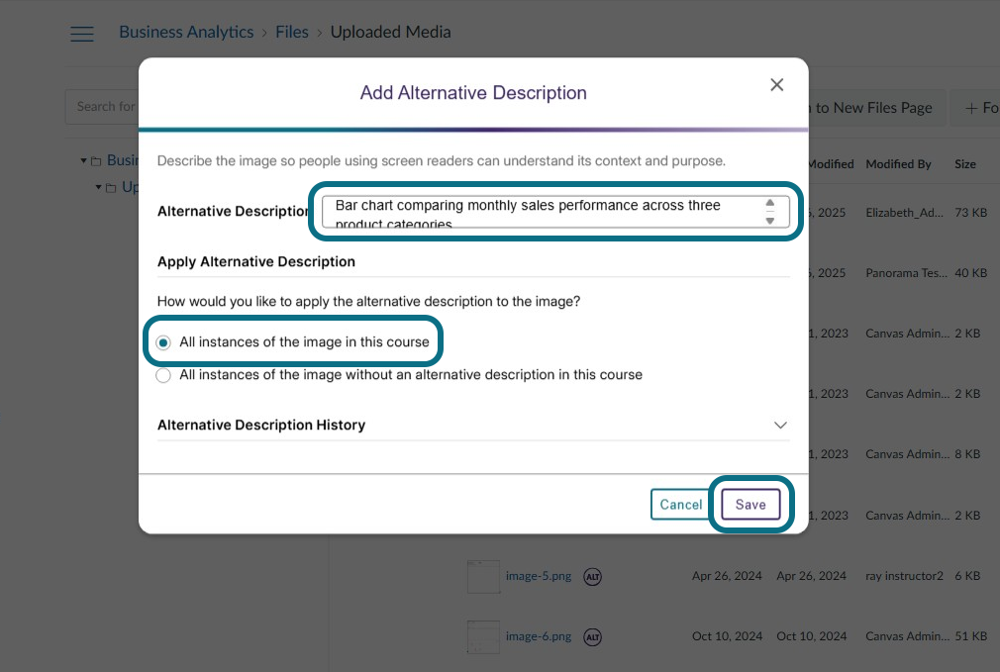 Business Analytics > Files > Uploaded Media
Add Alternative Description
Search for
to New Files Page
+ Fo
Describe the image so people using screen readers can understand its context and purpose.
Busin
Modified Modified By Size
Up
Alternative Description
Bar chart comparing monthly sales performance across three
product categories
5, 2025 Elizabeth_Ad... 73 KB
Apply Alternative Description
5, 2025 Panorama Tes... 40 KB
How would you like to apply the alternative description to the image?
1, 2023 Canvas Admin... 2 KB
All instances of the image in this course
All instances of the image without an alternative description in this course
1, 2023 Canvas Admin... 2 KB
Alternative Description History
1, 2023 Canvas Admin... 8 KB
Cancel Save
1, 2023 Canvas Admin... 2 KB
image-5.png ALT Apr 26, 2024 Apr 26, 2024 ray instructor2 6 KB
image-6.png ALT Oct 10, 2024 Oct 10, 2024 Canvas Admin... 51 KB